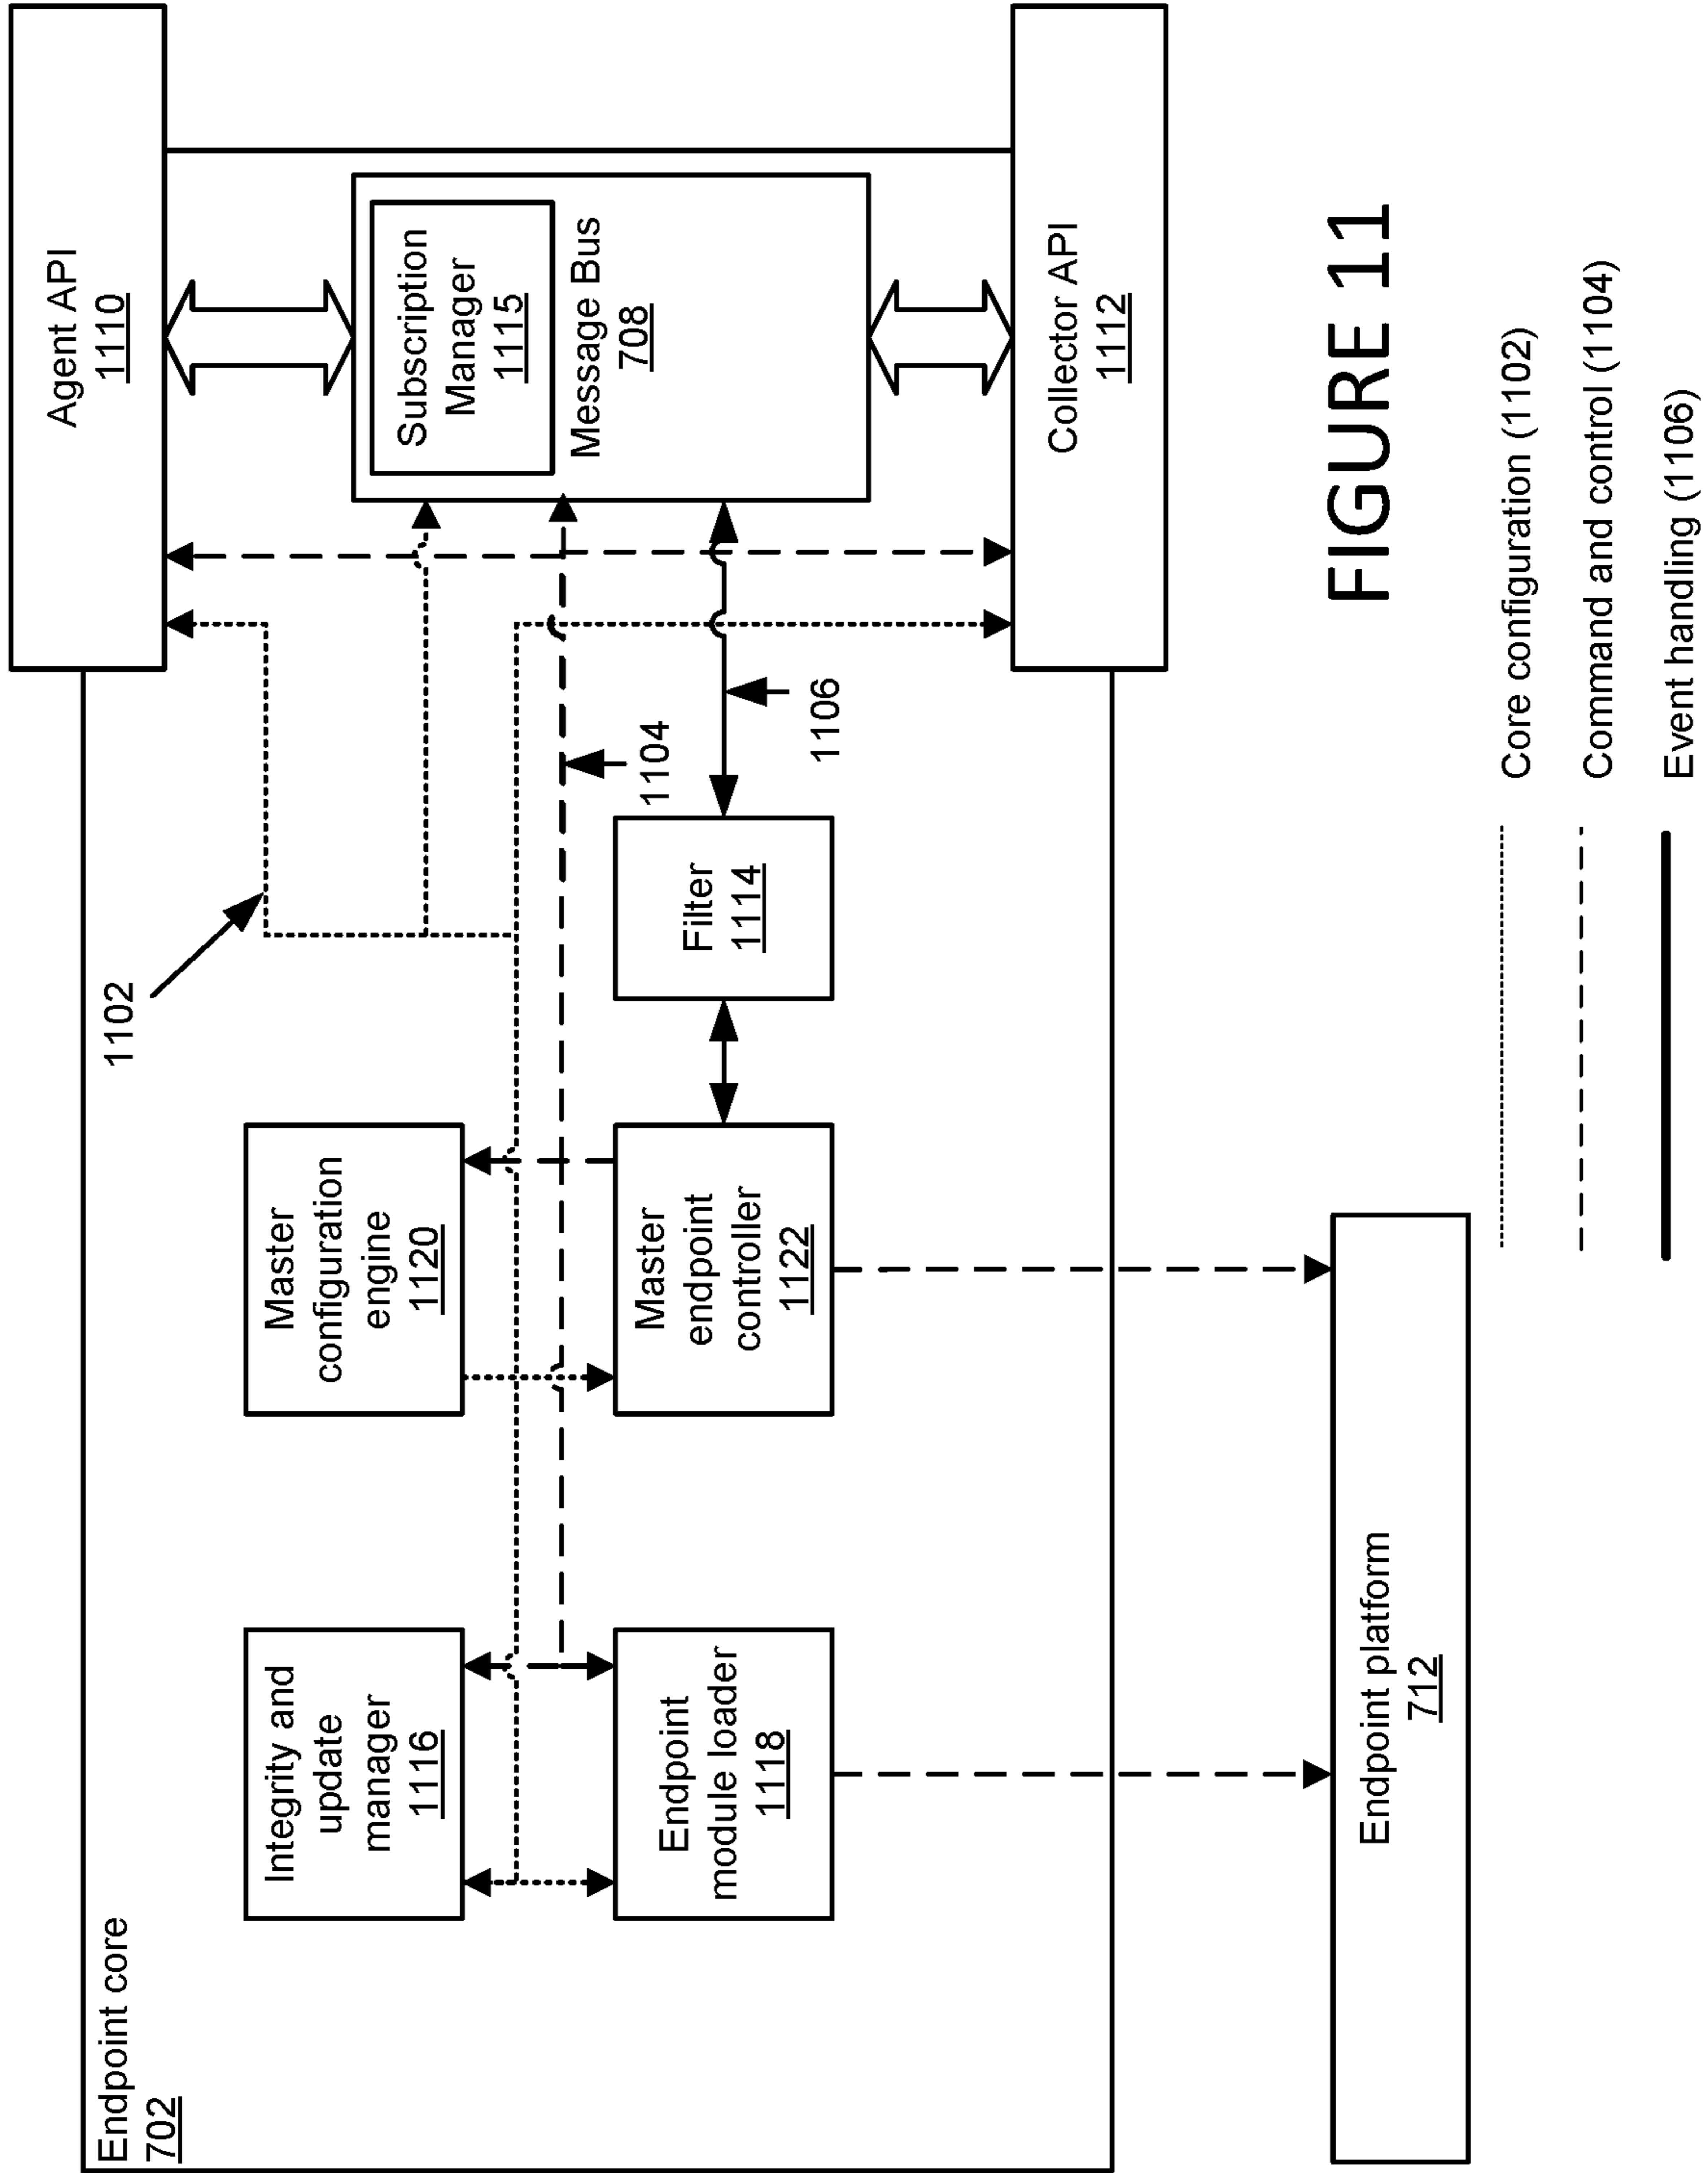 Endpoint core
702
Agent API
1110
1102
Integrity and
update
manager
1116
Master
configuration
engine
1120
Subscription
Manager
1115
Message Bus
708
1104
Endpoint
module loader
1118
Master
endpoint
controller
1122
Filter
1114
1106
Collector API
1112
Endpoint platform
712
FIGURE 11
Core configuration (1102)
Command and control (1104)
Event handling (1106)